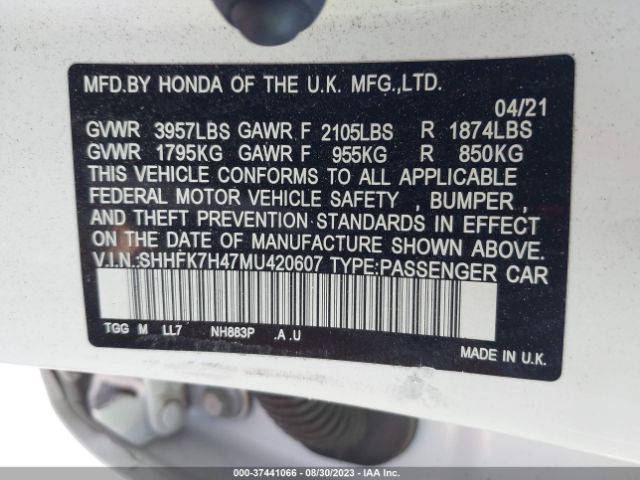 MFD.BY HONDA OF THE U.K. MFG.,LTD.
04/21
GVWR 3957LBS GAWR F 2105LBS R 1874LBS
GVWR 1795KG GAWR F 955KG R 850KG
THIS VEHICLE CONFORMS TO ALL APPLICABLE
FEDERAL MOTOR VEHICLE SAFETY , BUMPER ,
AND THEFT PREVENTION STANDARDS IN EFFECT
ON THE DATE OF MANUFACTURE SHOWN ABOVE.
V.I.N.:SHHFK7H47MU420607 TYPE:PASSENGER CAR
TGG M LL7 NH883P .A .U
MADE IN U.K.
000-37441066 - 08/30/2023 - IAA Inc.